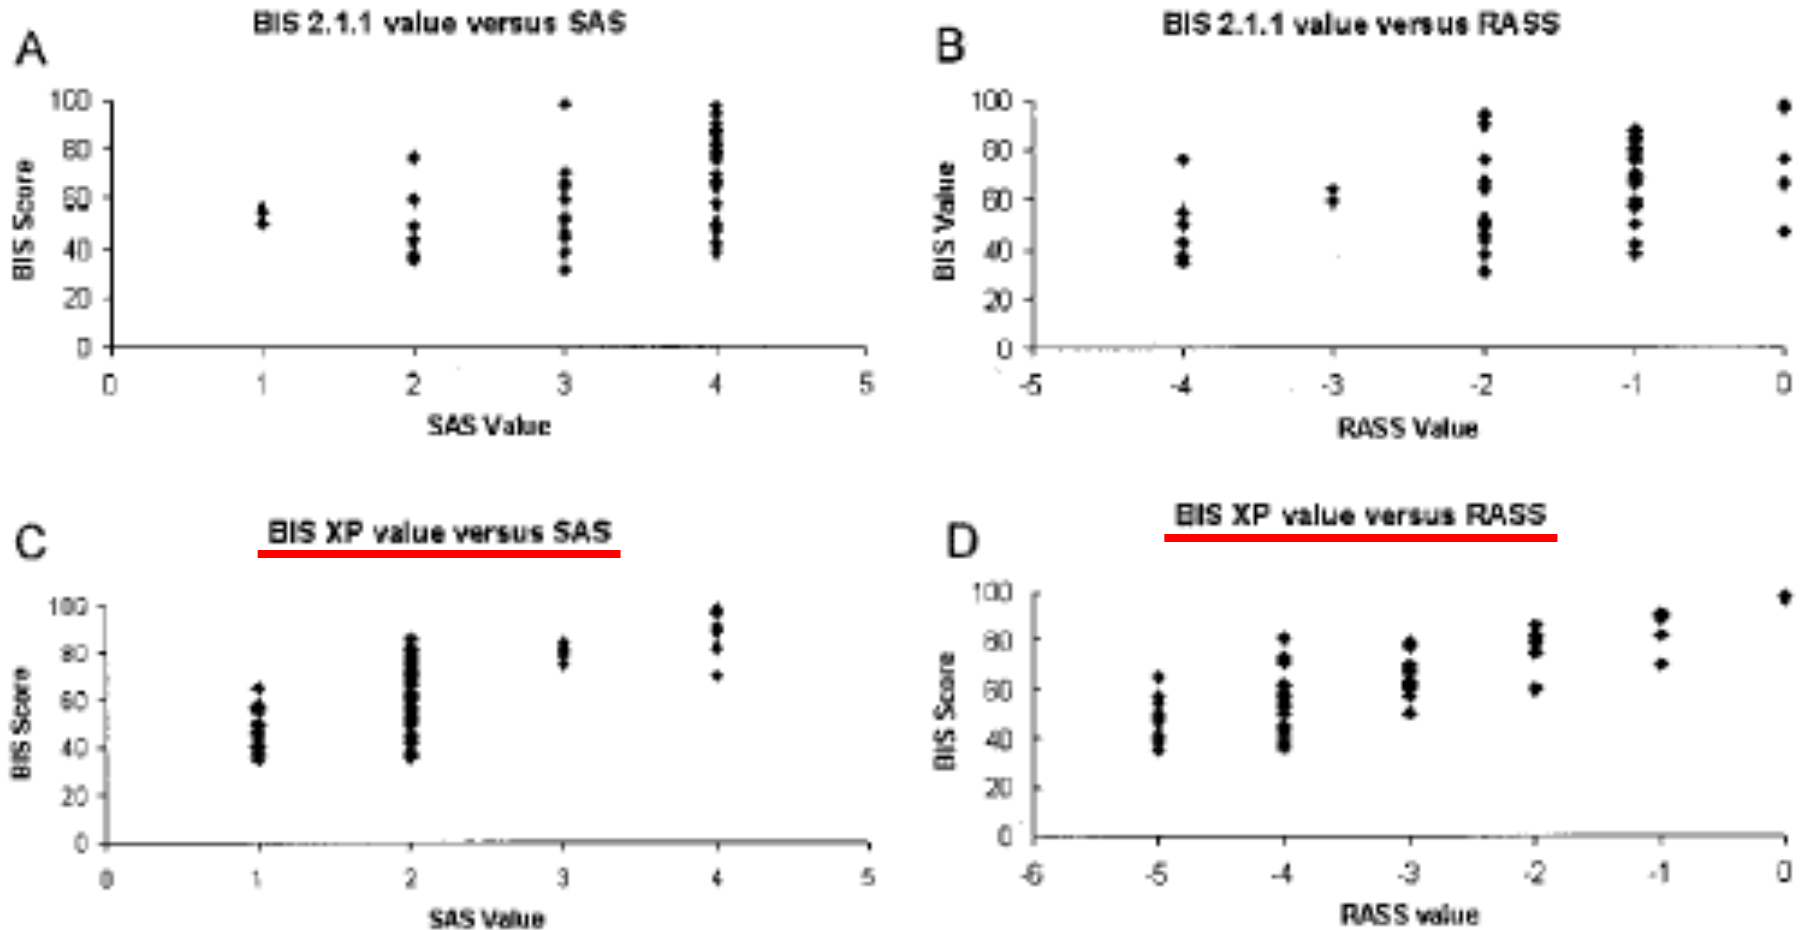 A
BIS 2.1.1 value versus SAS
BIS Score
100
80
60
40
20
0
0 1 2 3 4 5
SAS Value
B
BIS 2.1.1 value versus RASS
BIS Value
100
80
60
40
20
0
-5 -4 -3 -2 -1 0
RASS Value
C
BIS XP value versus SAS
BIS Score
100
80
60
40
20
0
0 1 2 3 4 5
SAS Value
D
BIS XP value versus RASS
BIS Score
100
80
60
40
20
0
-6 -5 -4 -3 -2 -1 0
RASS value